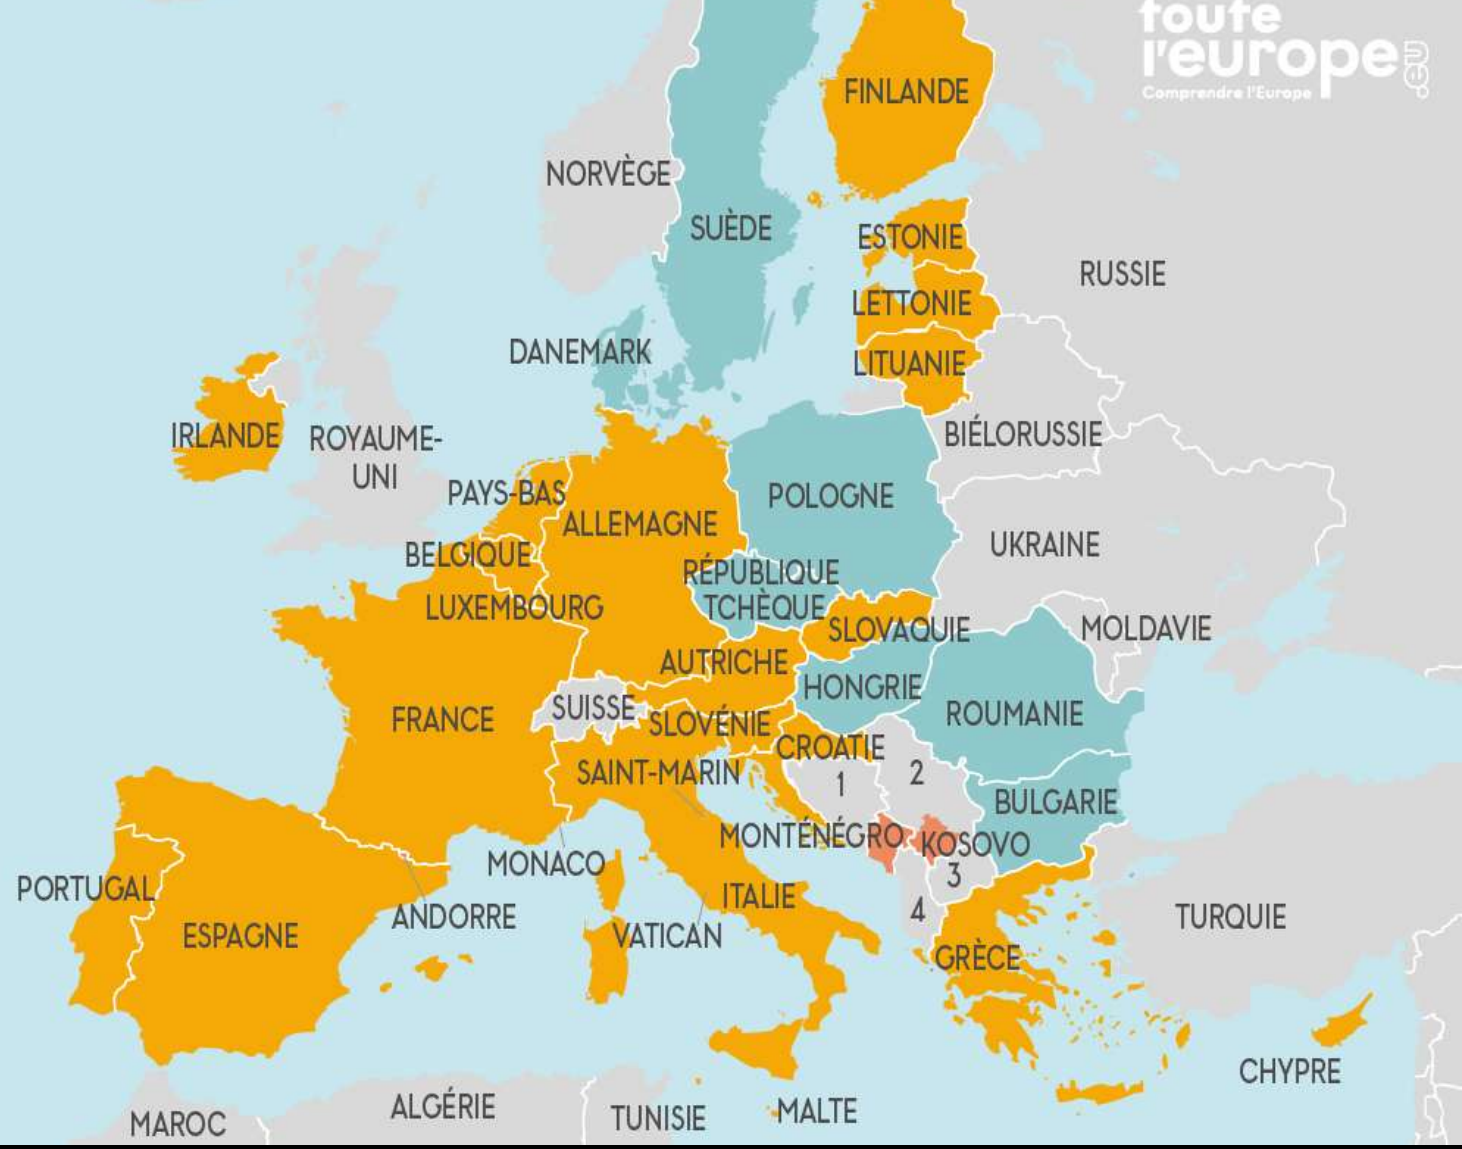 toute
l'europe.eu
Comprendre l'Europe
FINLANDE
NORVÈGE
SUÈDE
ESTONIE
RUSSIE
LETTONIE
DANEMARK
LITUANIE
IRLANDE
ROYAUME-
UNI
BIÉLORUSSIE
PAYS-BAS
POLOGNE
ALLEMAGNE
UKRAINE
BELGIQUE
RÉPUBLIQUE
TCHÈQUE
LUXEMBOURG
SLOVAQUIE
MOLDAVIE
AUTRICHE
HONGRIE
SUISSE
FRANCE
SLOVÉNIE
ROUMANIE
CROATIE
SAINT-MARIN
1
2
BULGARIE
MONTÉNÉGRO
KOSOVO
MONACO
3
PORTUGAL
ITALIE
4
ANDORRE
TURQUIE
ESPAGNE
VATICAN
GRÈCE
CHYPRE
ALGÉRIE
MALTE
TUNISIE
MAROC